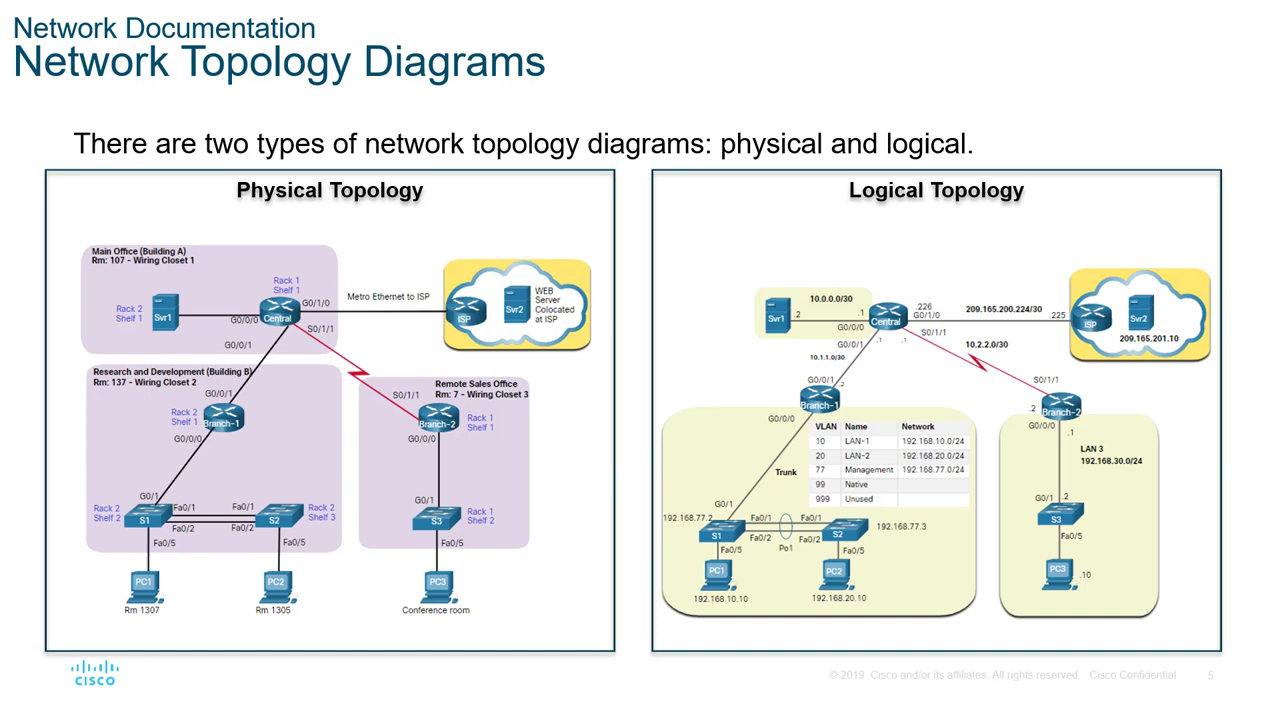 Network Documentation
Network Topology Diagrams
There are two types of network topology diagrams: physical and logical.
Physical Topology
Main Office (Building A)
Rm: 107 - Wiring Closet 1
Rack 1
Shelf 1
Rack 2
Shelf 1
Svr1
G0/0/0
Central
G0/1/0
S0/1/1
G0/0/1
Metro Ethernet to ISP
ISP
Svr2
WEB
Server
Colocated
at ISP
Research and Development (Building B)
Rm: 137 - Wiring Closet 2
G0/0/1
Rack 2
Shelf 1
Branch-1
G0/0/0
G0/1
Rack 2
Shelf 2
S1
Fa0/1
Fa0/1
Fa0/2
Fa0/2
S2
Rack 2
Shelf 3
Fa0/5
Fa0/5
PC1
PC2
Rm 1307
Rm 1305
Remote Sales Office
Rm: 7 - Wiring Closet 3
S0/1/1
Branch-2
Rack 1
Shelf 1
G0/0/0
G0/1
S3
Rack 1
Shelf 2
Fa0/5
PC3
Conference room
Logical Topology
10.0.0.0/30
Svr1
.2
.1
G0/0/0
Central
.226
G0/1/0
209.165.200.224/30
.225
ISP
Svr2
209.165.201.10
S0/1/1
G0/0/1
.1
.1
10.2.2.0/30
10.1.1.0/30
G0/0/1
.2
Branch-1
G0/0/0
S0/1/1
.2
Branch-2
G0/0/0
.1
VLAN Name Network
10 LAN-1 192.168.10.0/24
20 LAN-2 192.168.20.0/24
77 Management 192.168.77.0/24
99 Native
999 Unused
Trunk
G0/1
192.168.77.2
S1
Fa0/1
Fa0/1
Fa0/2
Fa0/2
Po1
S2
192.168.77.3
Fa0/5
Fa0/5
PC1
PC2
192.168.10.10
192.168.20.10
LAN 3
192.168.30.0/24
G0/1
.2
S3
Fa0/5
PC3
.10
CISCO
© 2019 Cisco and/or its affiliates. All rights reserved. Cisco Confidential
5